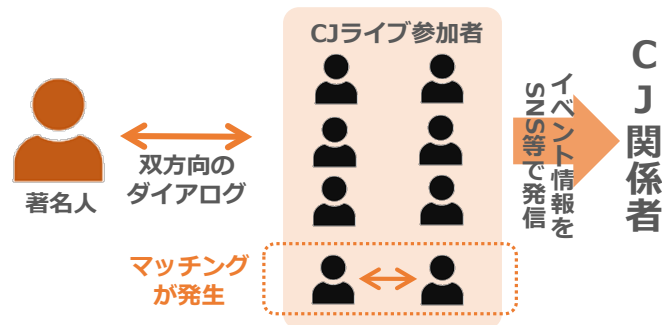 CJライブ参加者
著名人
双方向の
ダイアログ
マッチング
が発生
イベント情報を
SNS等で発信
CJ関係者